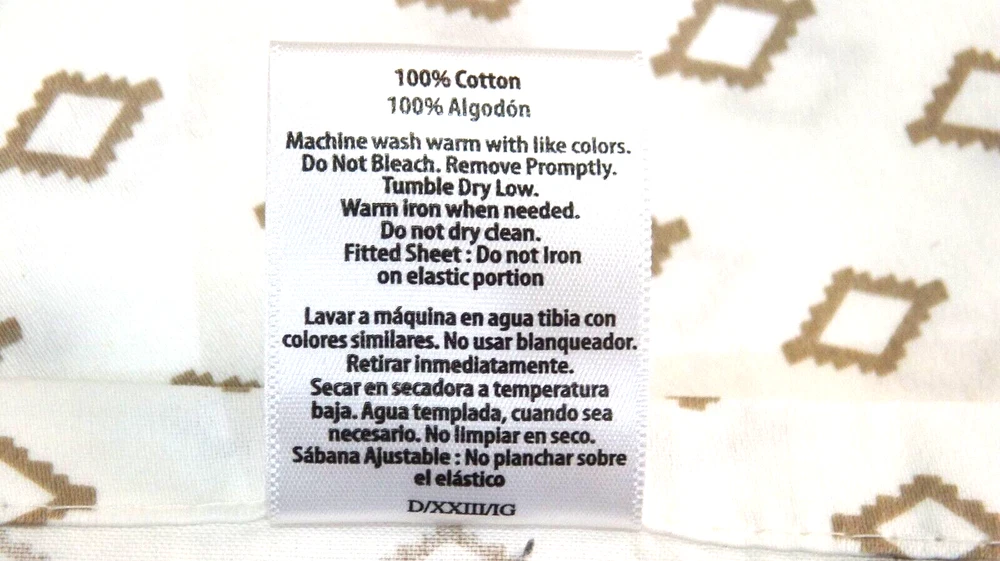 100% Cotton
100% Algodón
Machine wash warm with like colors.
Do Not Bleach. Remove Promptly.
Tumble Dry Low.
Warm iron when needed.
Do not dry clean.
Fitted Sheet : Do not Iron
on elastic portion
Lavar a máquina en agua tibia con
colores similares. No usar blanqueador.
Retirar inmediatamente.
Secar en secadora a temperatura
baja. Agua templada, cuando sea
necesario. No limpiar en seco.
Sábana Ajustable : No planchar sobre
el elástico
D/XXIII/IG